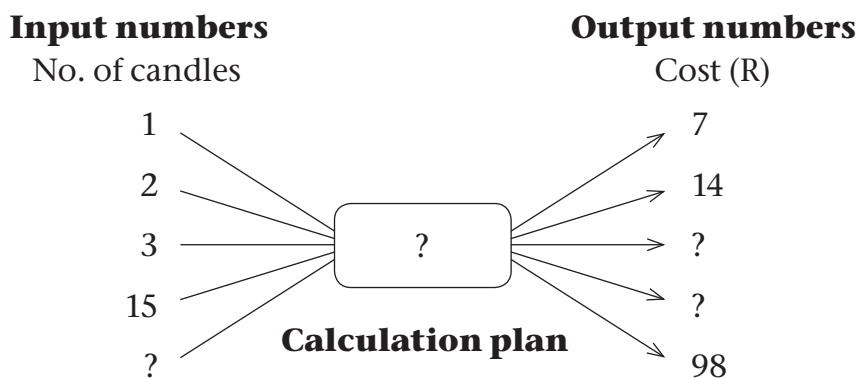 Input numbers Output numbers
No. of candles Cost (R)
1 7
2 14
3 ? ?
15 ?
Calculation plan
? 98